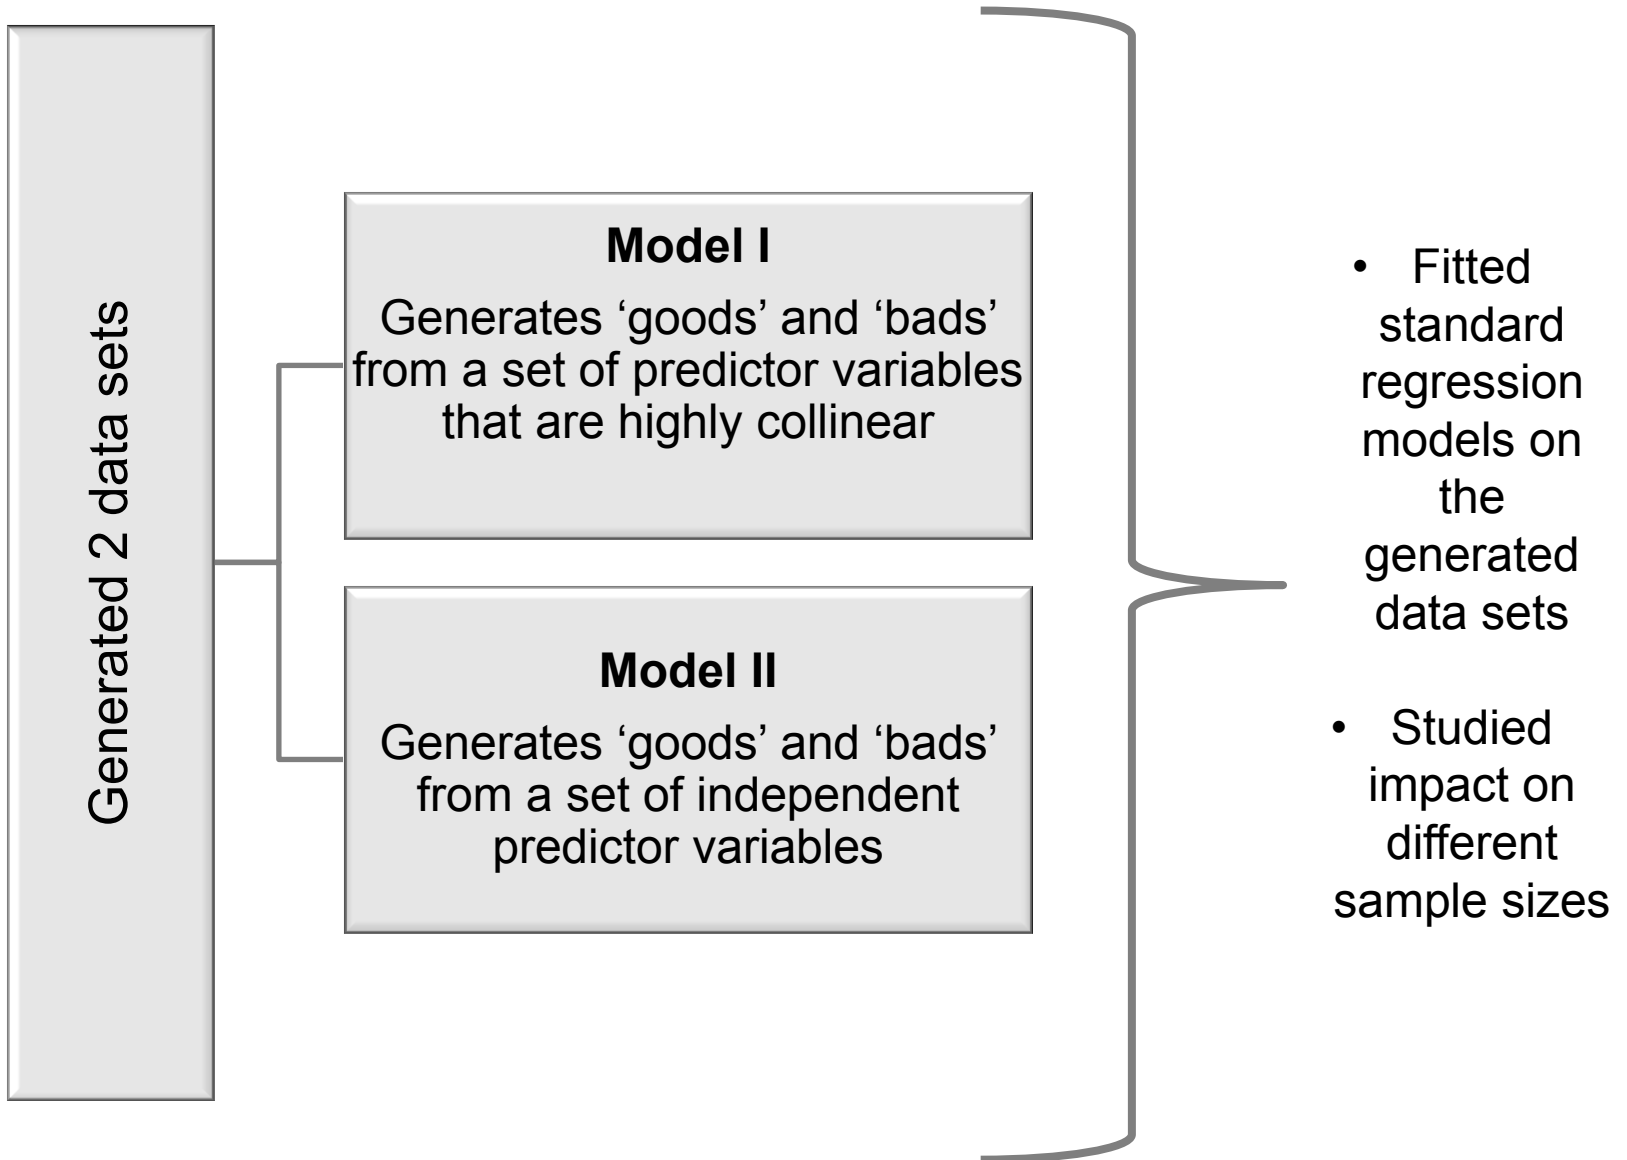 Generated 2 data sets
Model I
Generates ‘goods’ and ‘bads’
from a set of predictor variables
that are highly collinear
Model II
Generates ‘goods’ and ‘bads’
from a set of independent
predictor variables
• Fitted
standard
regression
models on
the
generated
data sets
• Studied
impact on
different
sample sizes